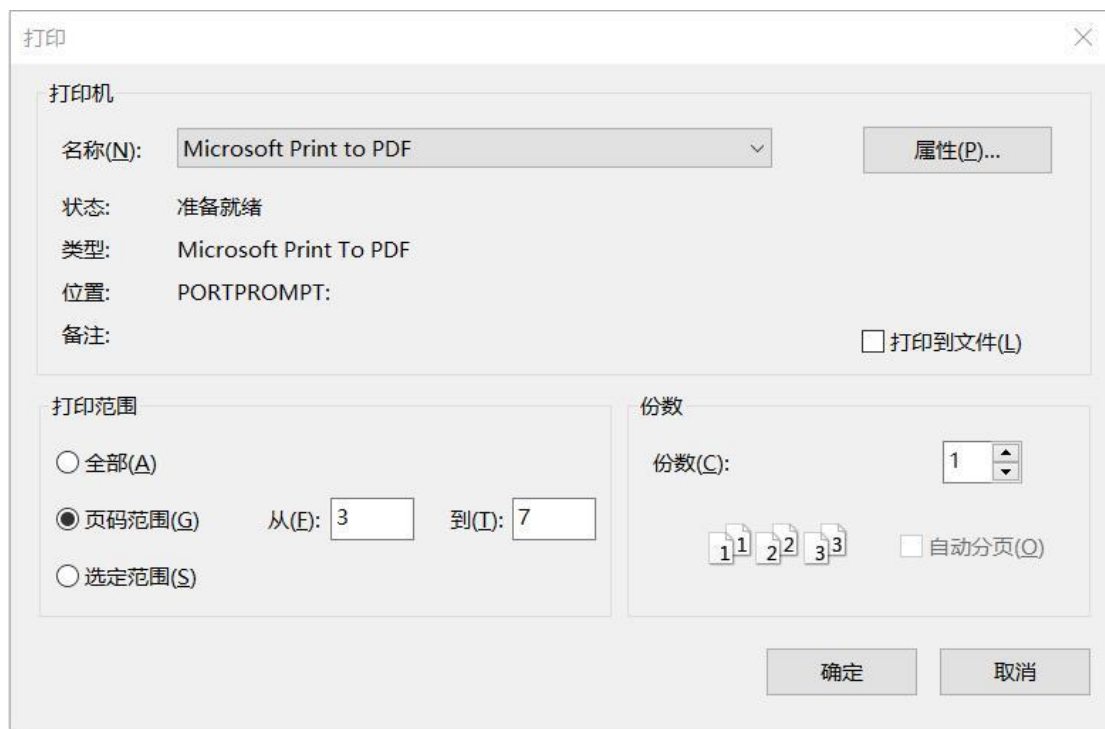 打印
打印机
名称(N): Microsoft Print to PDF 属性(P)...
状态: 准备就绪
类型: Microsoft Print To PDF
位置: PORTPROMPT:
备注:
打印到文件(L)
打印范围
全部(A)
页码范围(G) 从(F): 3 到(T): 7
选定范围(S)
份数
份数(C): 1
1 1 2 2 3 3 自动分页(O)
确定 取消